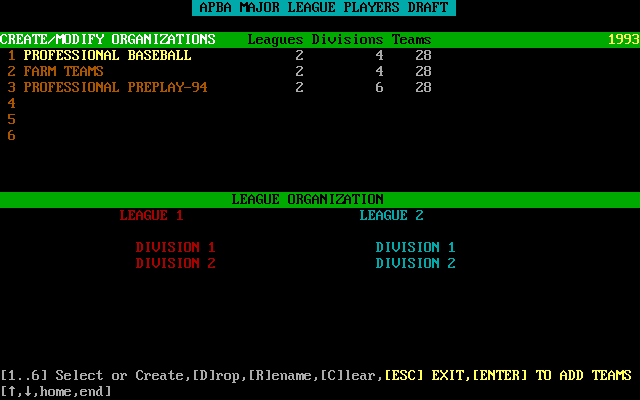 APBA MAJOR LEAGUE PLAYERS DRAFT
CREATE/MODIFY ORGANIZATIONS Leagues Divisions Teams 1993
1 PROFESSIONAL BASEBALL 2 4 28
2 FARM TEAMS 2 4 28
3 PROFESSIONAL PREPLAY-94 2 6 28
4
5
6
LEAGUE ORGANIZATION
LEAGUE 1 LEAGUE 2
DIVISION 1 DIVISION 1
DIVISION 2 DIVISION 2
[1..6] Select or Create,[D]rop,[R]ename,[C]lear,[ESC] EXIT,[ENTER] TO ADD TEAMS
[↑,↓,home,end]